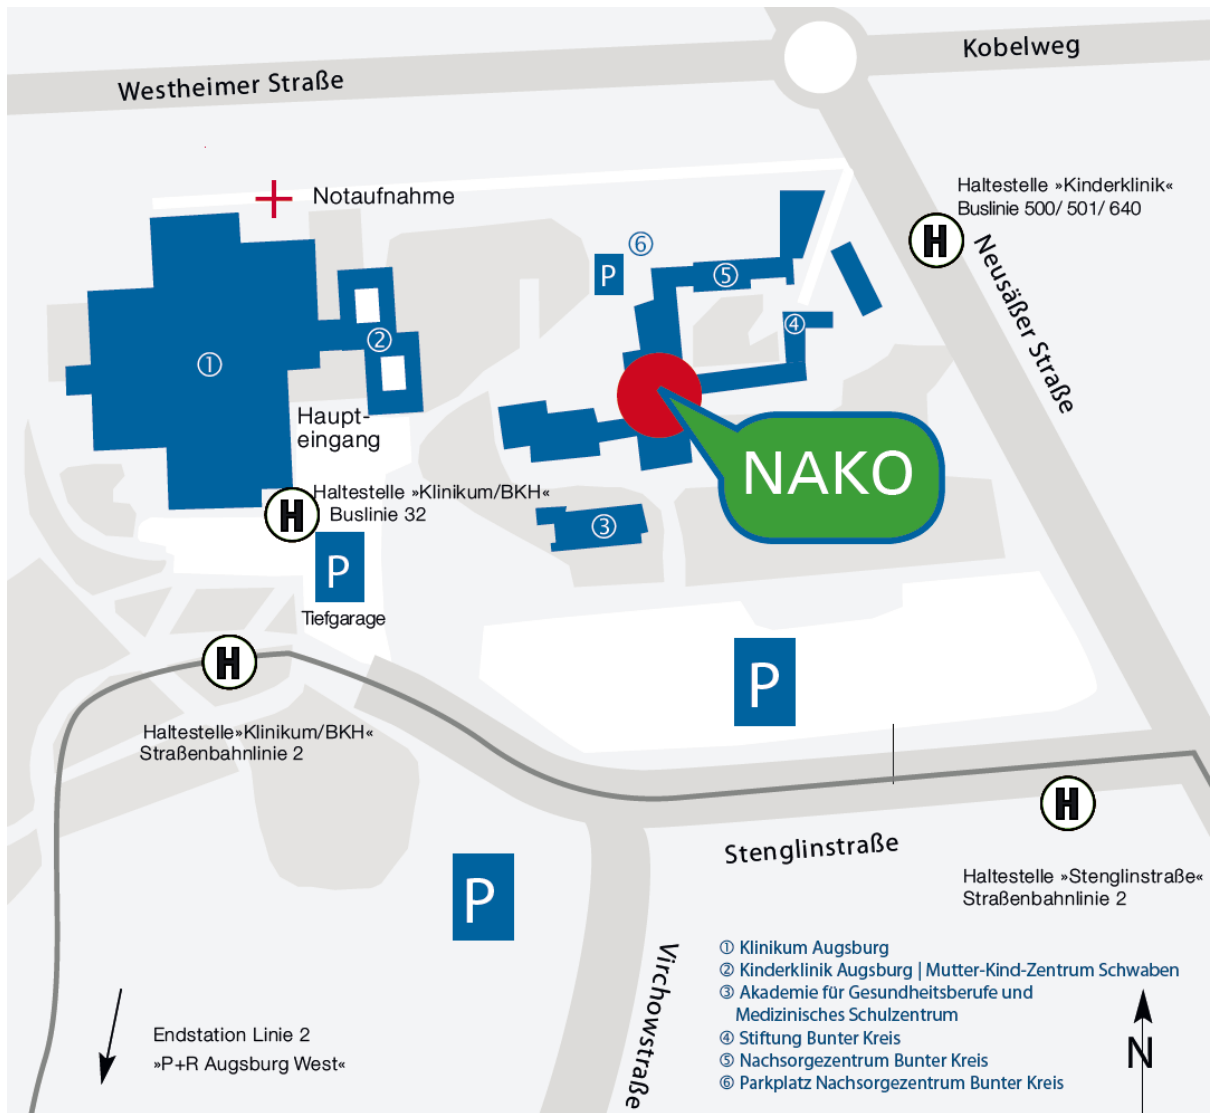 Kobelweg
Westheimer Straße
Notaufnahme
Haltestelle »Kinderklinik«
Buslinie 500/ 501/ 640
H
Neusäßer Straße
⑥
P
⑤
④
①
②
Haupt-
eingang
NAKO
Haltestelle »Klinikum/BKH«
Buslinie 32
H
③
P
Tiefgarage
H
P
Haltestelle»Klinikum/BKH«
Straßenbahnlinie 2
H
Stenglinstraße
P
Haltestelle »Stenglinstraße«
Straßenbahnlinie 2
Virchowstraße
① Klinikum Augsburg
② Kinderklinik Augsburg | Mutter-Kind-Zentrum Schwaben
③ Akademie für Gesundheitsberufe und
Medizinisches Schulzentrum
④ Stiftung Bunter Kreis
⑤ Nachsorgezentrum Bunter Kreis
⑥ Parkplatz Nachsorgezentrum Bunter Kreis
N
Endstation Linie 2
»P+R Augsburg West«